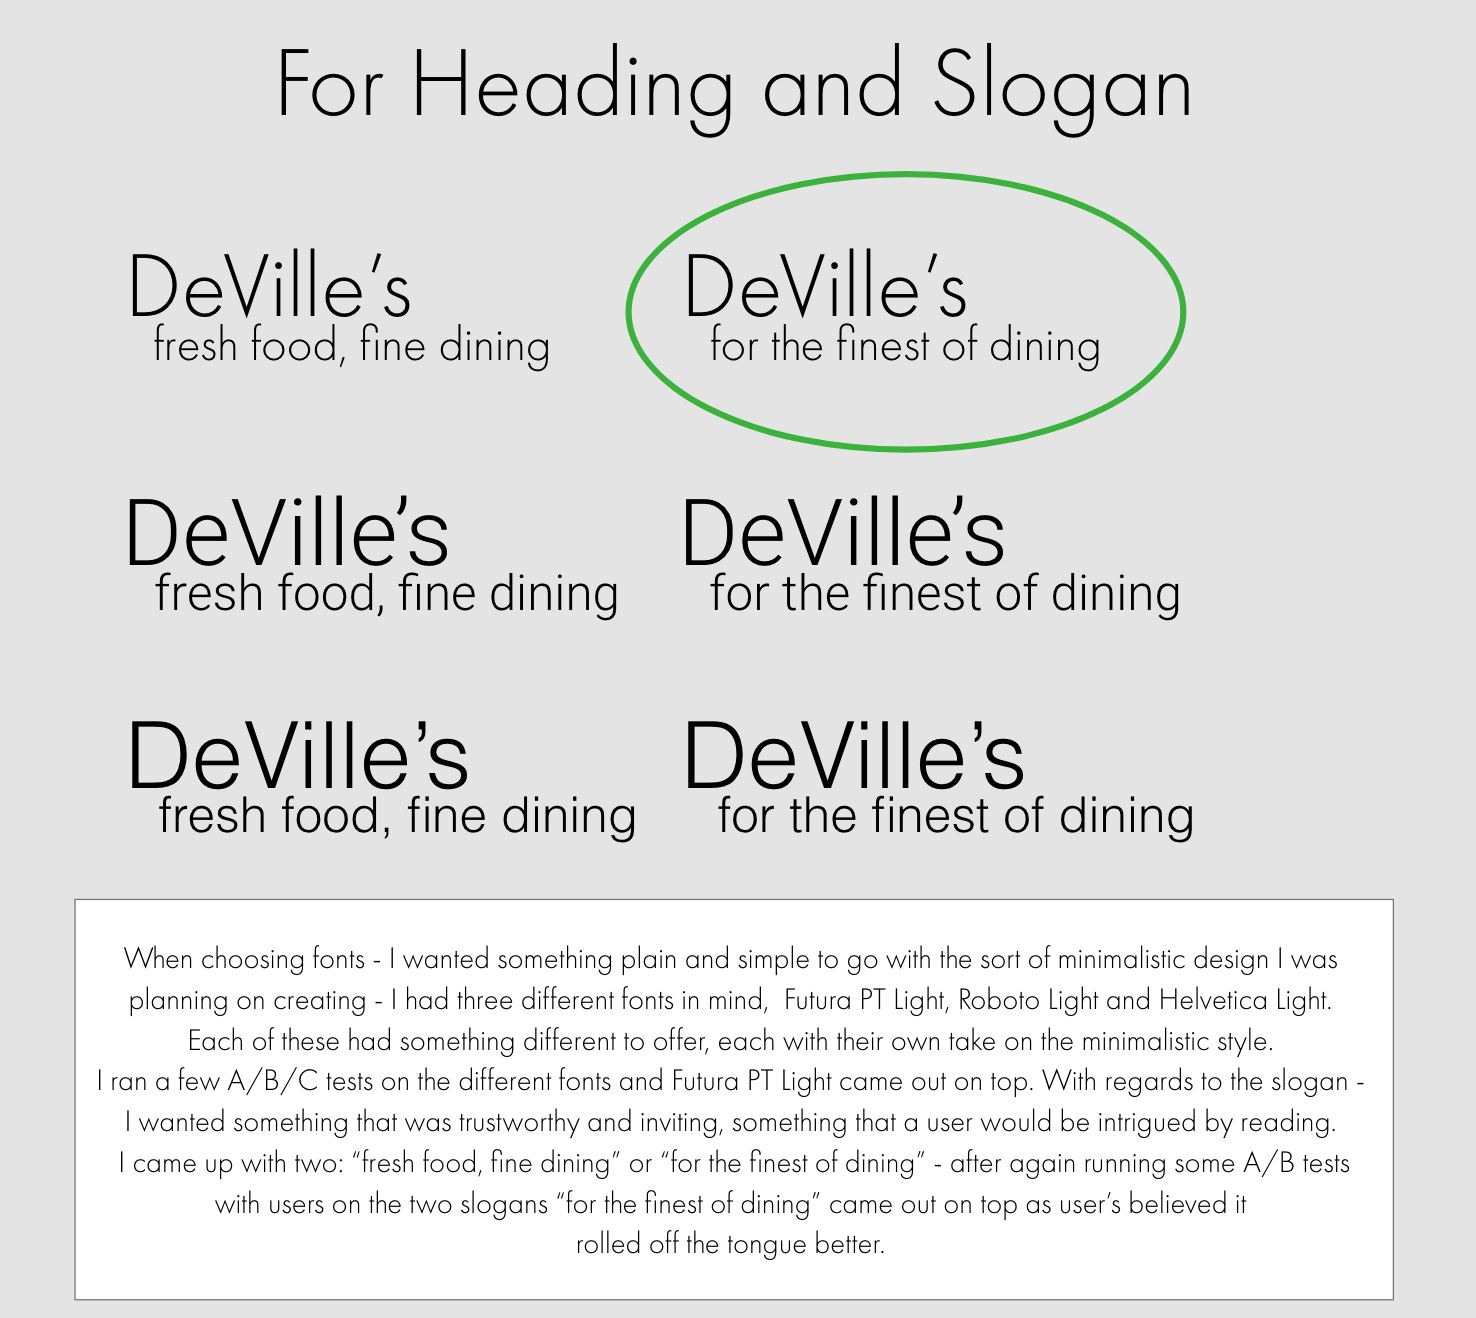 For Heading and Slogan
DeVille’s
fresh food, fine dining
DeVille’s
for the finest of dining
DeVille’s
fresh food, fine dining
DeVille’s
for the finest of dining
DeVille’s
fresh food, fine dining
DeVille’s
for the finest of dining
When choosing fonts - I wanted something plain and simple to go with the sort of minimalistic design I was
planning on creating - I had three different fonts in mind,  Futura PT Light, Roboto Light and Helvetica Light.
Each of these had something different to offer, each with their own take on the minimalistic style.
I ran a few A/B/C tests on the different fonts and Futura PT Light came out on top. With regards to the slogan -
I wanted something that was trustworthy and inviting, something that a user would be intrigued by reading.
I came up with two: “fresh food, fine dining” or “for the finest of dining” - after again running some A/B tests
with users on the two slogans “for the finest of dining” came out on top as user’s believed it
rolled off the tongue better.